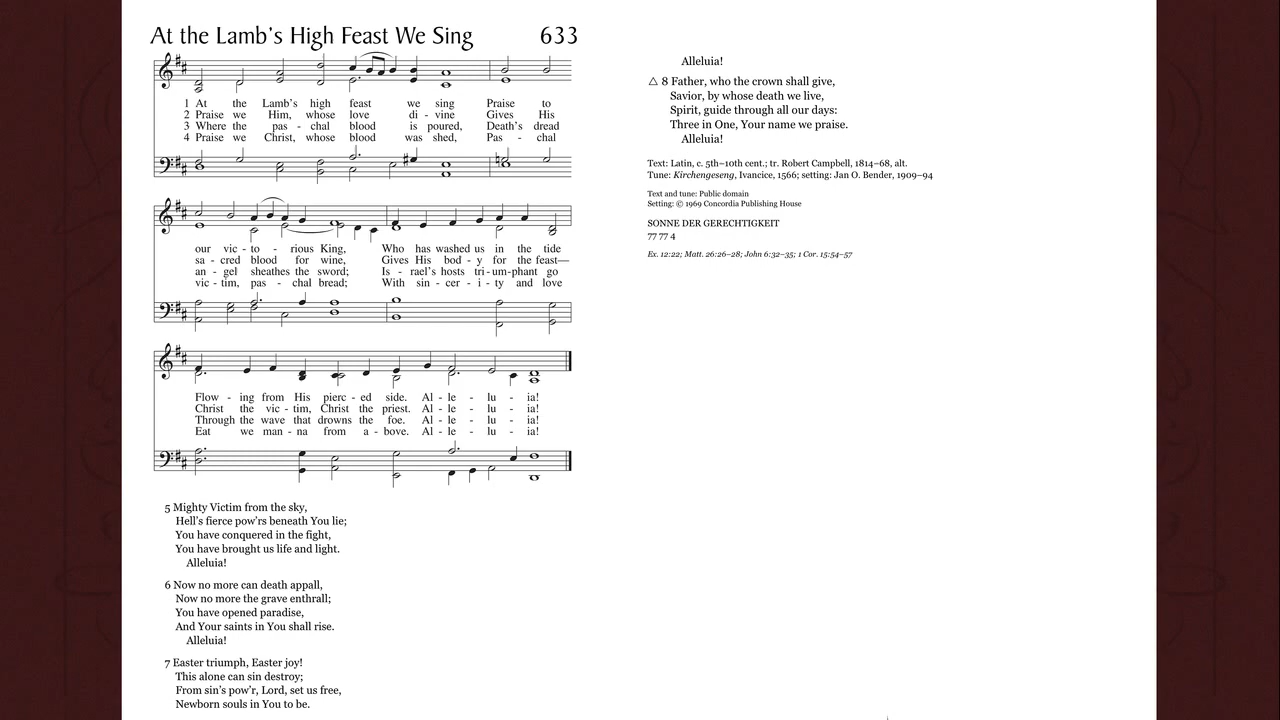 At the Lamb's High Feast We Sing 633
1 At the Lamb's high feast we sing Praise to
2 Praise we Him, whose love di - vine Gives His
3 Where the pas - chal blood is poured, Death's dread
4 Praise we Christ, whose blood was shed, Pas - chal
our vic - to - rious King, Who has washed us in the tide
sa - cred blood for wine, Gives His bod - y for the feast—
an - gel sheathes the sword; Is - rael's hosts tri - um-phant go
vic - tim, pas - chal bread; With sin - cer - i - ty and love
Flow - ing from His pierc - ed side. Al - le - lu - ia!
Christ the vic - tim, Christ the priest. Al - le - lu - ia!
Through the wave that drowns the foe. Al - le - lu - ia!
Eat we man - na from a - bove. Al - le - lu - ia!
5 Mighty Victim from the sky,
Hell's fierce pow'rs beneath You lie;
You have conquered in the fight,
You have brought us life and light.
Alleluia!
6 Now no more can death appall,
Now no more the grave enthrall;
You have opened paradise,
And Your saints in You shall rise.
Alleluia!
7 Easter triumph, Easter joy!
This alone can sin destroy;
From sin's pow'r, Lord, set us free,
Newborn souls in You to be.
Alleluia!
△ 8 Father, who the crown shall give,
Savior, by whose death we live,
Spirit, guide through all our days:
Three in One, Your name we praise.
Alleluia!
Text: Latin, c. 5th–10th cent.; tr. Robert Campbell, 1814–68, alt.
Tune: Kirchengeseng, Ivancice, 1566; setting: Jan O. Bender, 1909–94
Text and tune: Public domain
Setting: © 1969 Concordia Publishing House
SONNE DER GERECHTIGKEIT
77 77 4
Ex. 12:22; Matt. 26:26–28; John 6:32–35; 1 Cor. 15:54–57